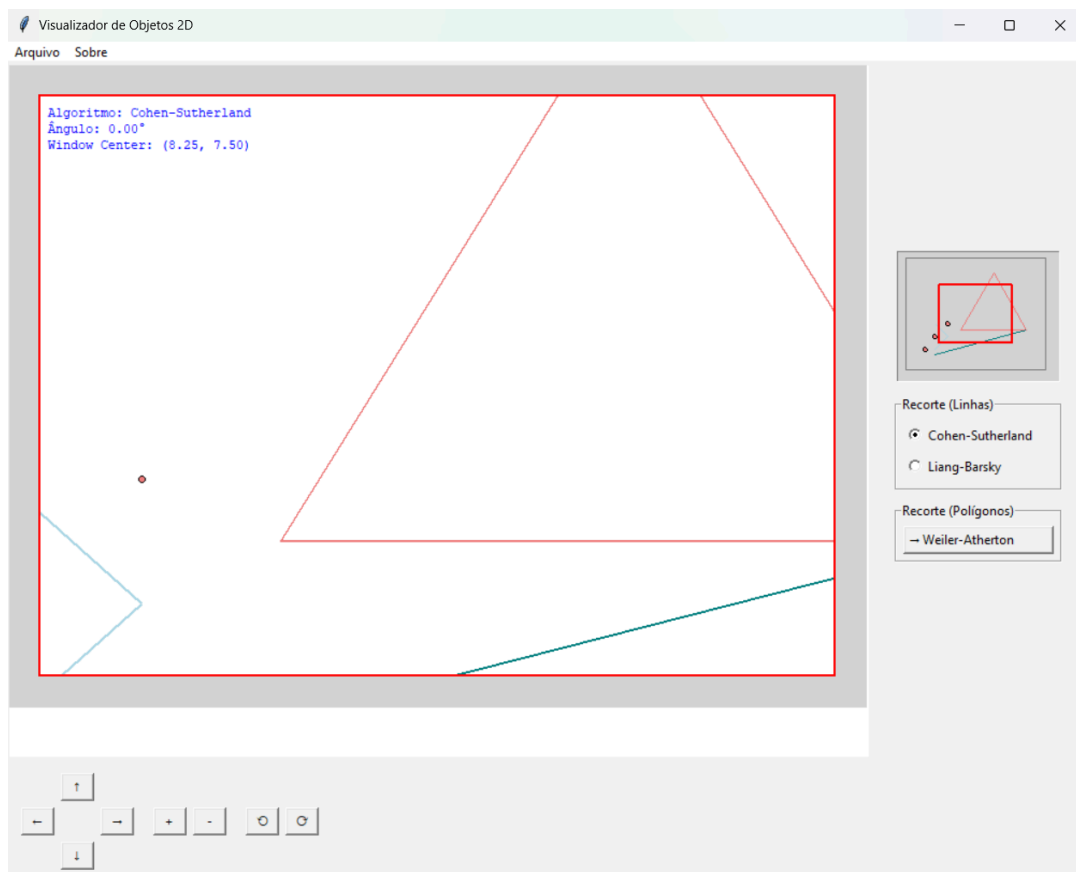 Visualizador de Objetos 2D
Arquivo Sobre
Algoritmo: Cohen-Sutherland
Ângulo: 0.00°
Window Center: (8.25, 7.50)
Recorte (Linhas)
Cohen-Sutherland
Liang-Barsky
Recorte (Polígonos)
→ Weiler-Atherton
↑
← → + - ⟲ ⟳
↓